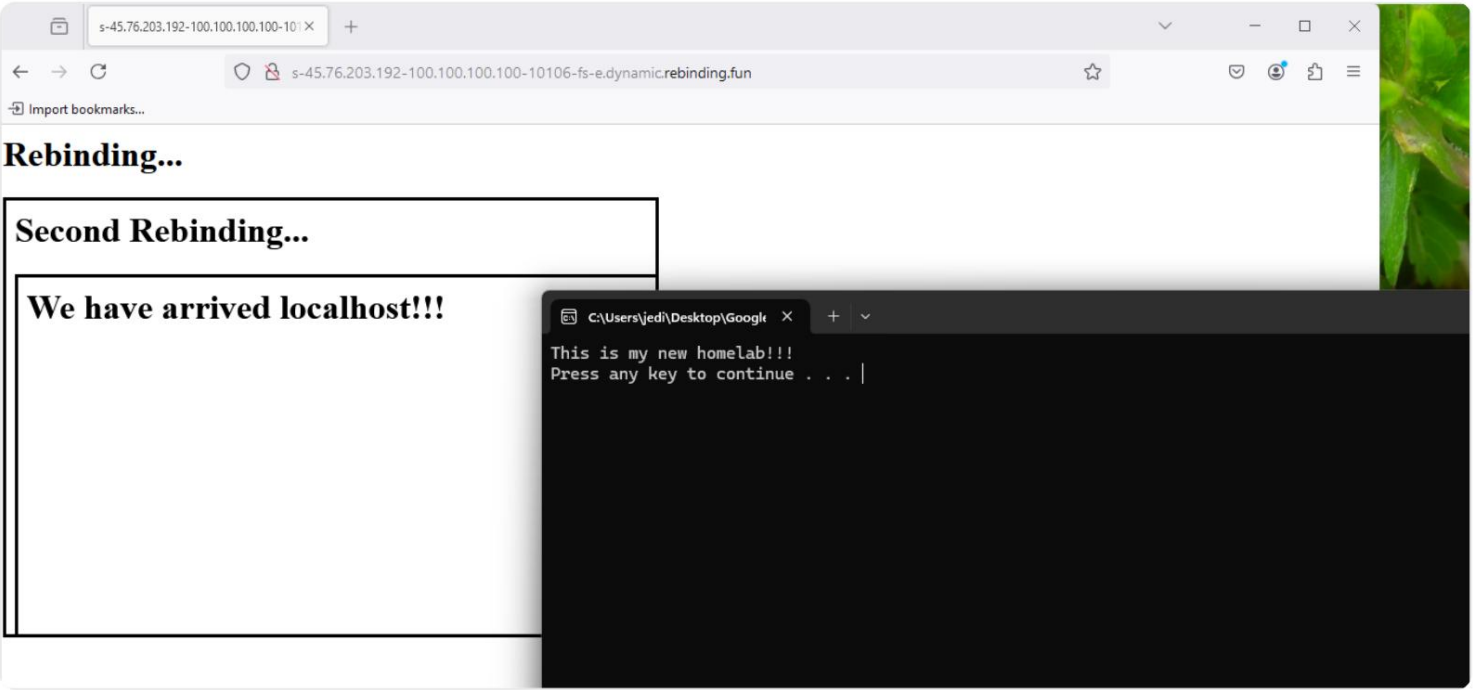 s-45.76.203.192-100.100.100.100-101
s-45.76.203.192-100.100.100.100-10106-fs-e.dynamic.rebinding.fun
Import bookmarks...
Rebinding...
Second Rebinding...
We have arrived localhost!!!
C:\Users\jedi\Desktop\Google
This is my new homelab!!!
Press any key to continue . . .